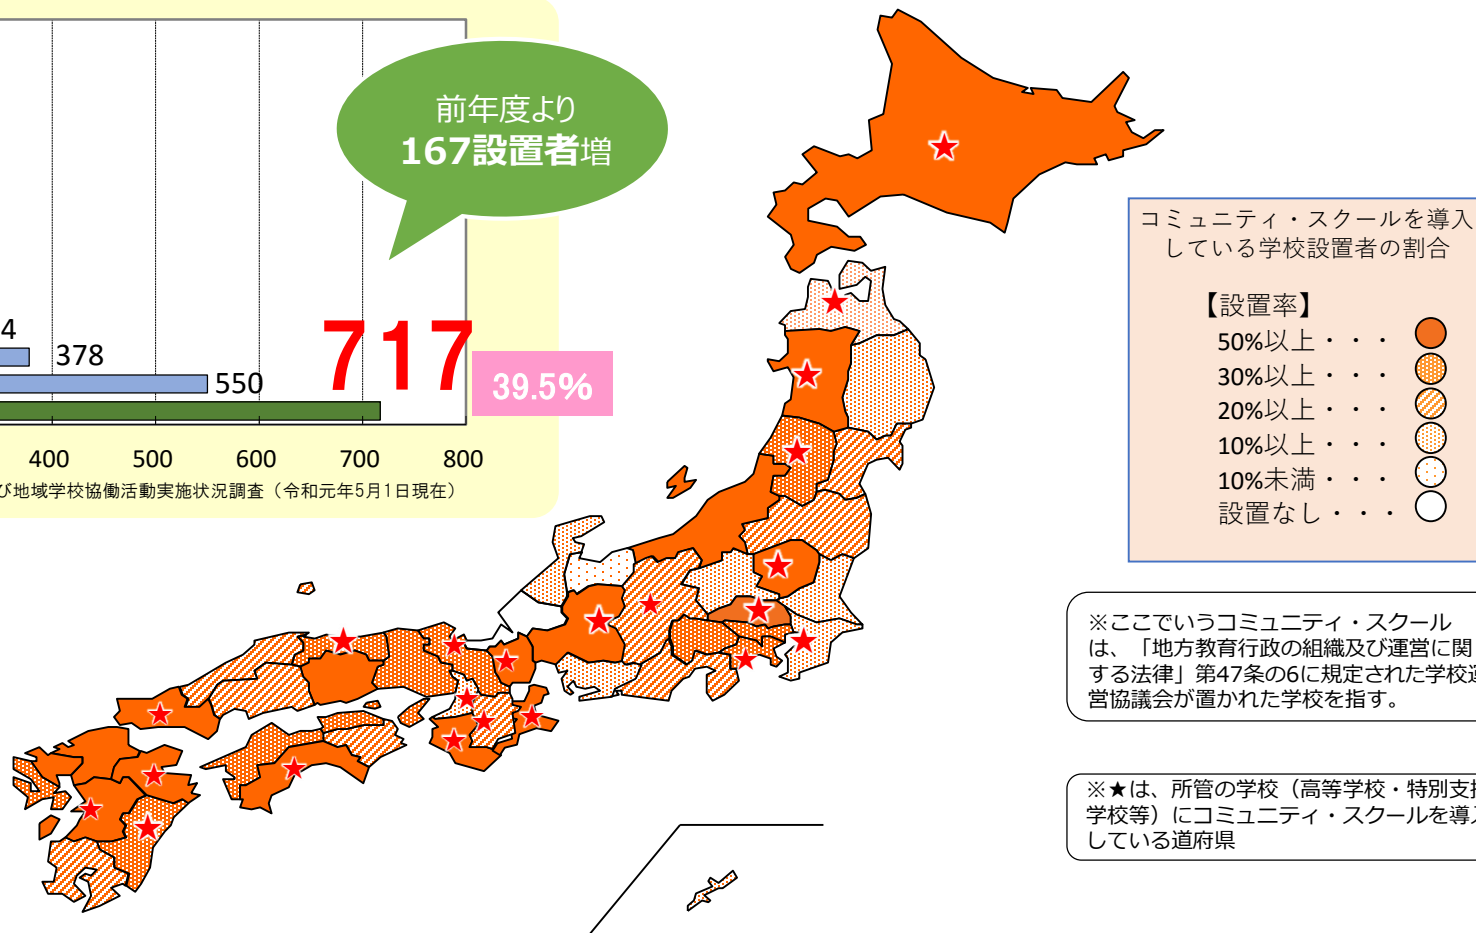 前年度より
167設置者増
4
378
550
717
39.5%
400 500 600 700 800
び地域学校協働活動実施状況調査（令和元年5月1日現在）
コミュニティ・スクールを導入
している学校設置者の割合
【設置率】
50%以上・・・
30%以上・・・
20%以上・・・
10%以上・・・
10%未満・・・
設置なし・・・
※ここでいうコミュニティ・スクール
は、「地方教育行政の組織及び運営に関
する法律」第47条の6に規定された学校運
営協議会が置かれた学校を指す。
※★は、所管の学校（高等学校・特別支援
学校等）にコミュニティ・スクールを導入
している道府県